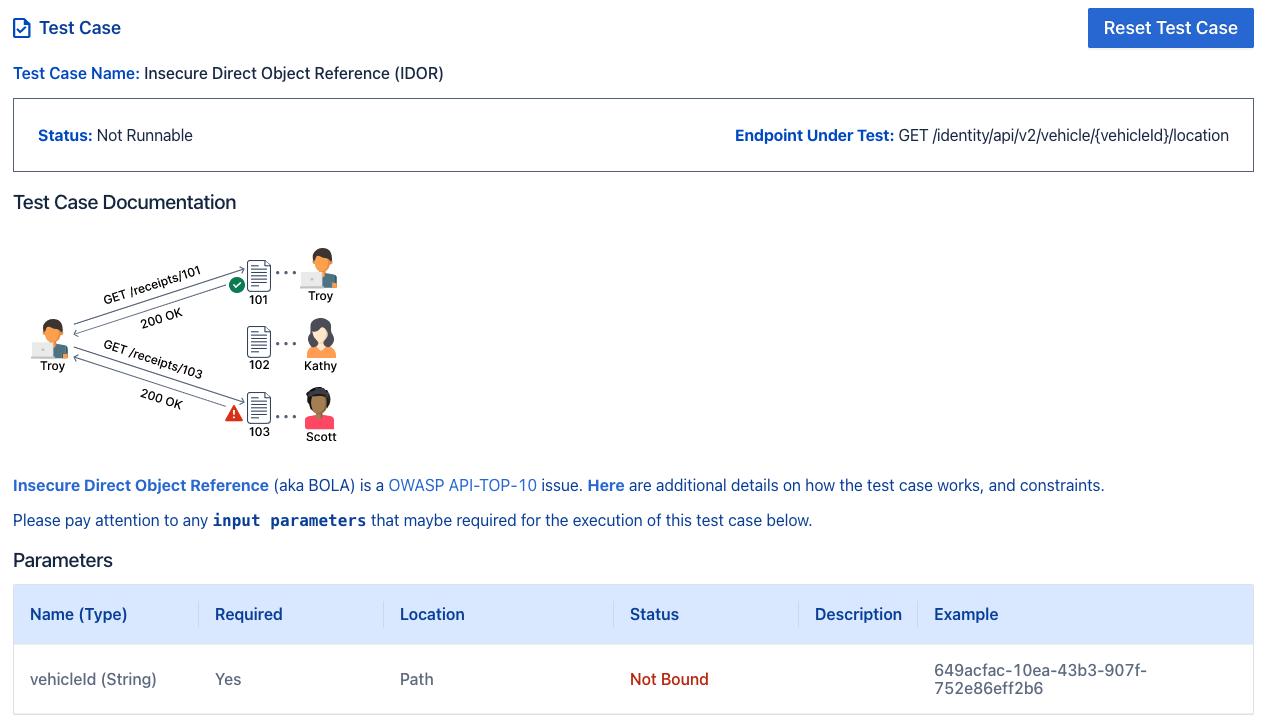 Test Case
Reset Test Case
Test Case Name: Insecure Direct Object Reference (IDOR)
Status: Not Runnable
Endpoint Under Test: GET /identity/api/v2/vehicle/{vehicleId}/location
Test Case Documentation
GET /receipts/101
200 OK
101
Troy
Troy
GET /receipts/103
200 OK
102
Kathy
103
Scott
Insecure Direct Object Reference (aka BOLA) is a OWASP API-TOP-10 issue. Here are additional details on how the test case works, and constraints.
Please pay attention to any input parameters that maybe required for the execution of this test case below.
Parameters
Name (Type) Required Location Status Description Example
vehicleId (String) Yes Path Not Bound 649acfac-10ea-43b3-907f-
752e86eff2b6